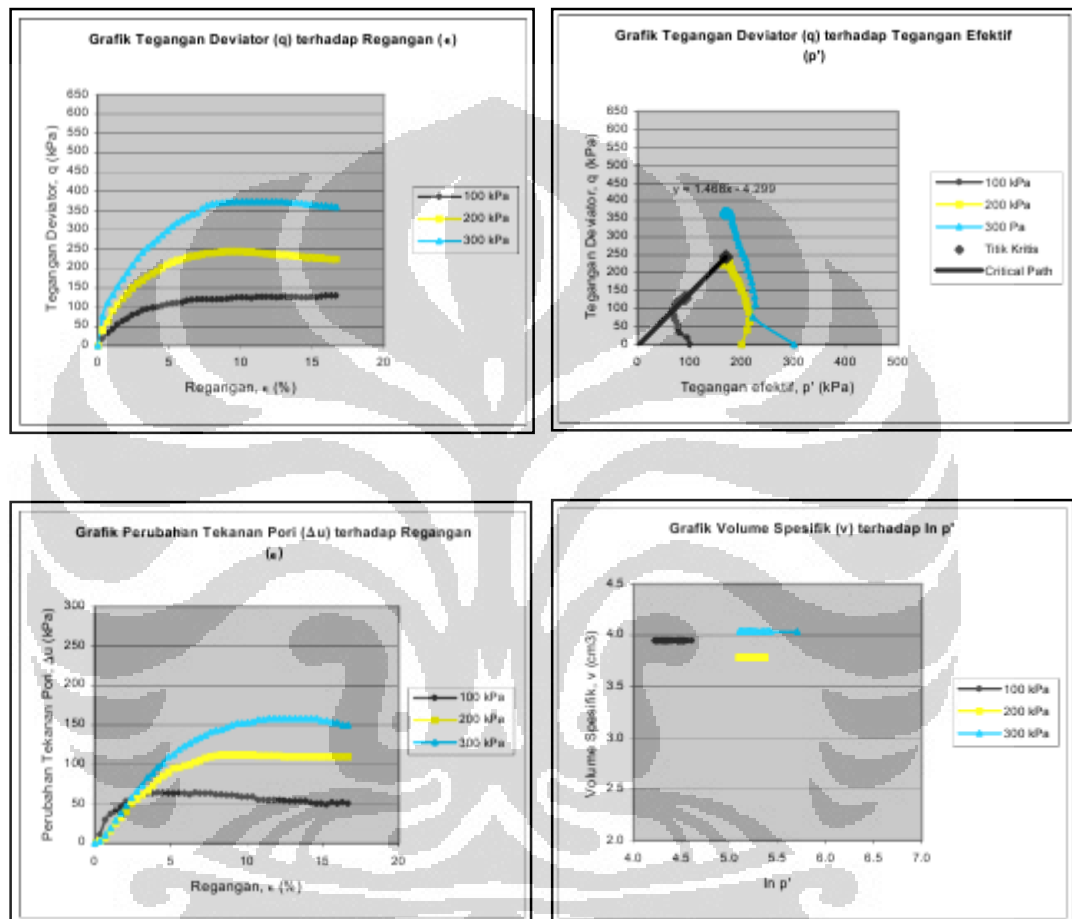 Grafik Tegangan Deviator (q) terhadap Regangan (ε)
Tegangan Deviator, q (kPa)
650
600
550
500
450
400
350
300
250
200
150
100
50
0
0 5 10 15 20
Regangan, ε (%)
100 kPa
200 kPa
300 kPa
Grafik Tegangan Deviator (q) terhadap Tegangan Efektif
(p')
Tegangan Deviator, q (kPa)
650
600
550
500
450
400
350
300
250
200
150
100
50
0
y = 1.468x - 4.299
0 100 200 300 400 500
Tegangan efektif, p' (kPa)
100 kPa
200 kPa
300 Pa
Titik Kritis
Critical Path
Grafik Perubahan Tekanan Pori (Δu) terhadap Regangan
(ε)
Perubahan Tekanan Pori, Δu (kPa)
300
250
200
150
100
50
0
0 5 10 15 20
Regangan, ε (%)
100 kPa
200 kPa
300 kPa
Grafik Volume Spesifik (v) terhadap ln p'
Volume Spesifik, v (cm3)
4.5
4.0
3.5
3.0
2.5
2.0
4.0 4.5 5.0 5.5 6.0 6.5 7.0
ln p'
100 kPa
200 kPa
300 kPa